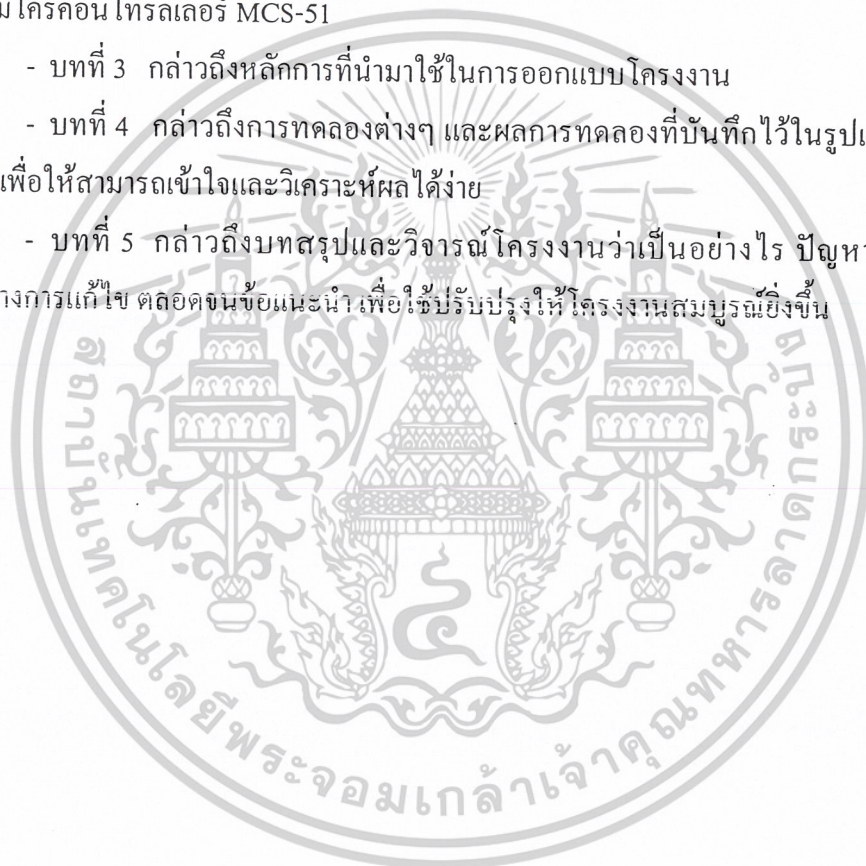 ไมโครคอนโทรลเลอร์ MCS-51
- บทที่ 3 กล่าวถึงหลักการที่นำมาใช้ในการออกแบบโครงงาน
- บทที่ 4 กล่าวถึงการทดลองต่างๆ และผลการทดลองที่บันทึกไว้ในรูป
เพื่อให้สามารถเข้าใจและวิเคราะห์ผลได้ง่าย
- บทที่ 5 กล่าวถึงบทสรุปและวิจารณ์โครงงานว่าเป็นอย่างไร ปัญหา
ทางการแก้ไข ตลอดจนข้อแนะนำเพื่อใช้ปรับปรุงให้โครงงานสมบูรณ์ยิ่งขึ้น
สถาบันเทคโนโลยีพระจอมเกล้าเจ้าคุณทหารลาดกระบัง